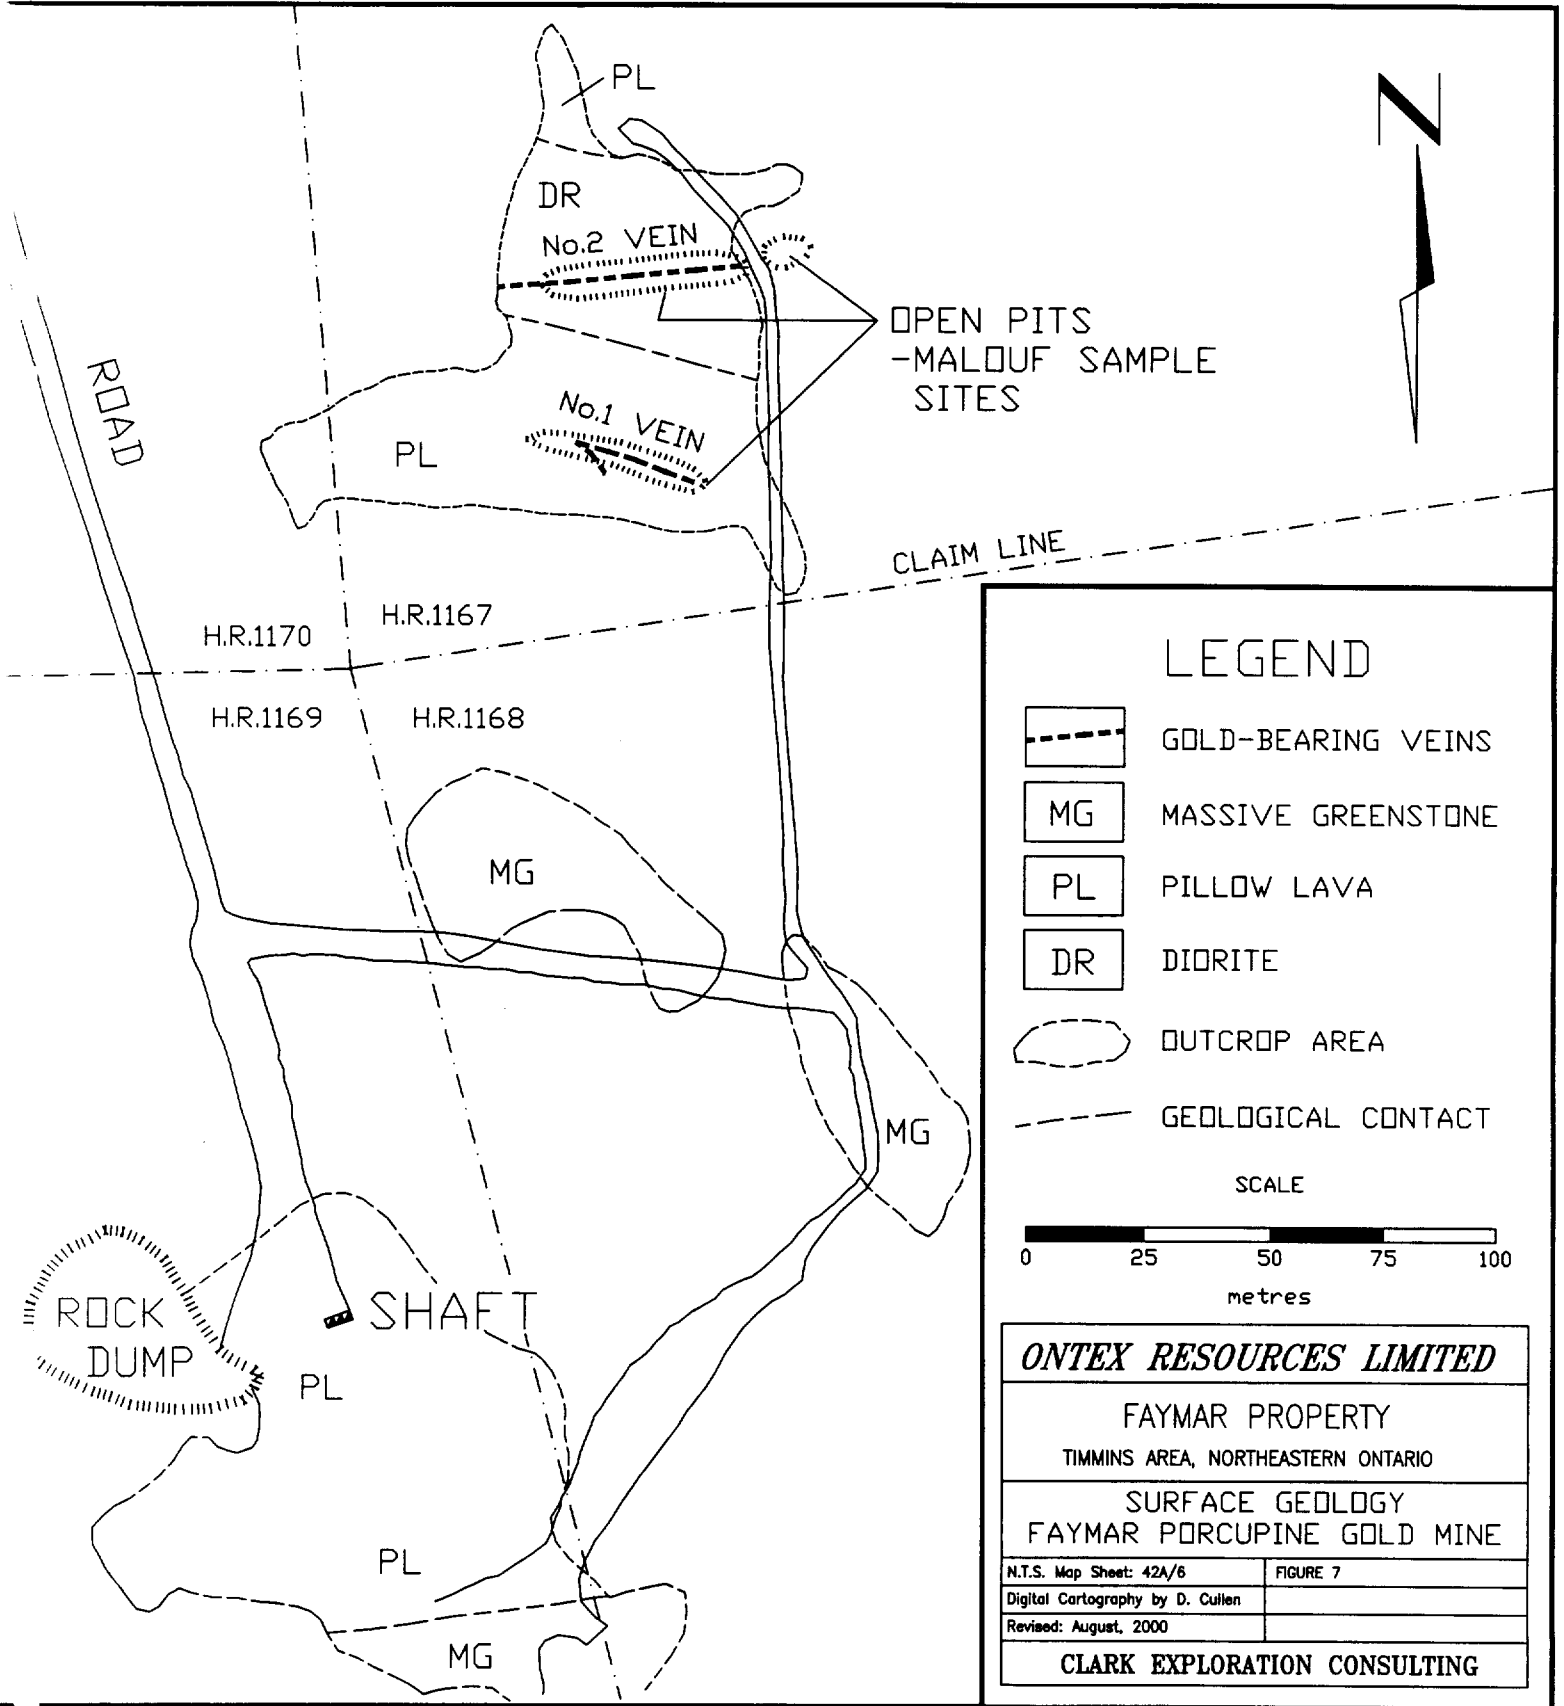 PL
N
DR
No.2 VEIN
OPEN PITS
-MALOUF SAMPLE
SITES
ROAD
No.1 VEIN
PL
CLAIM LINE
H.R.1170
H.R.1167
H.R.1169
H.R.1168
MG
MG
ROCK
DUMP
SHAFT
PL
PL
MG
LEGEND
GOLD-BEARING VEINS
MG MASSIVE GREENSTONE
PL PILLOW LAVA
DR DIORITE
OUTCROP AREA
GEOLOGICAL CONTACT
SCALE
0 25 50 75 100
metres
ONTEX RESOURCES LIMITED
FAYMAR PROPERTY
TIMMINS AREA, NORTHEASTERN ONTARIO
SURFACE GEOLOGY
FAYMAR PORCUPINE GOLD MINE
N.T.S. Map Sheet: 42A/6 FIGURE 7
Digital Cartography by D. Cullen
Revised: August, 2000
CLARK EXPLORATION CONSULTING